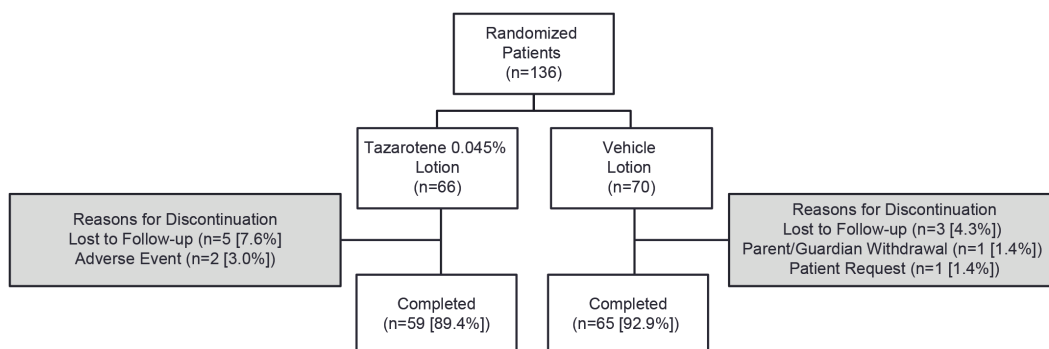 Randomized
Patients
(n=136)
Tazarotene 0.045%
Lotion
(n=66)
Vehicle
Lotion
(n=70)
Reasons for Discontinuation
Lost to Follow-up (n=5 [7.6%]
Adverse Event (n=2 [3.0%])
Reasons for Discontinuation
Lost to Follow-up (n=3 [4.3%])
Parent/Guardian Withdrawal (n=1 [1.4%])
Patient Request (n=1 [1.4%])
Completed
(n=59 [89.4%])
Completed
(n=65 [92.9%])